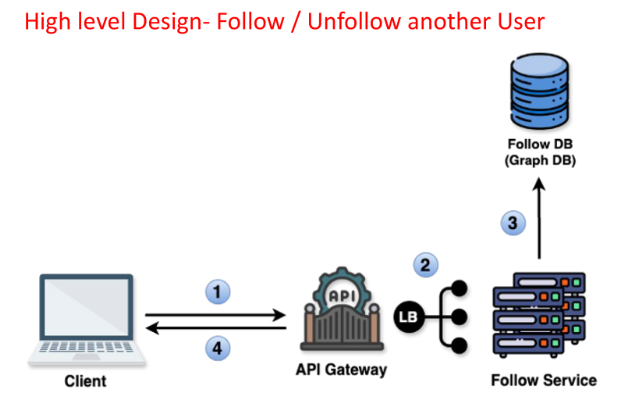 High level Design- Follow / Unfollow another User
Follow DB
(Graph DB)
3
2
1
API
LB
4
Client
API Gateway
Follow Service